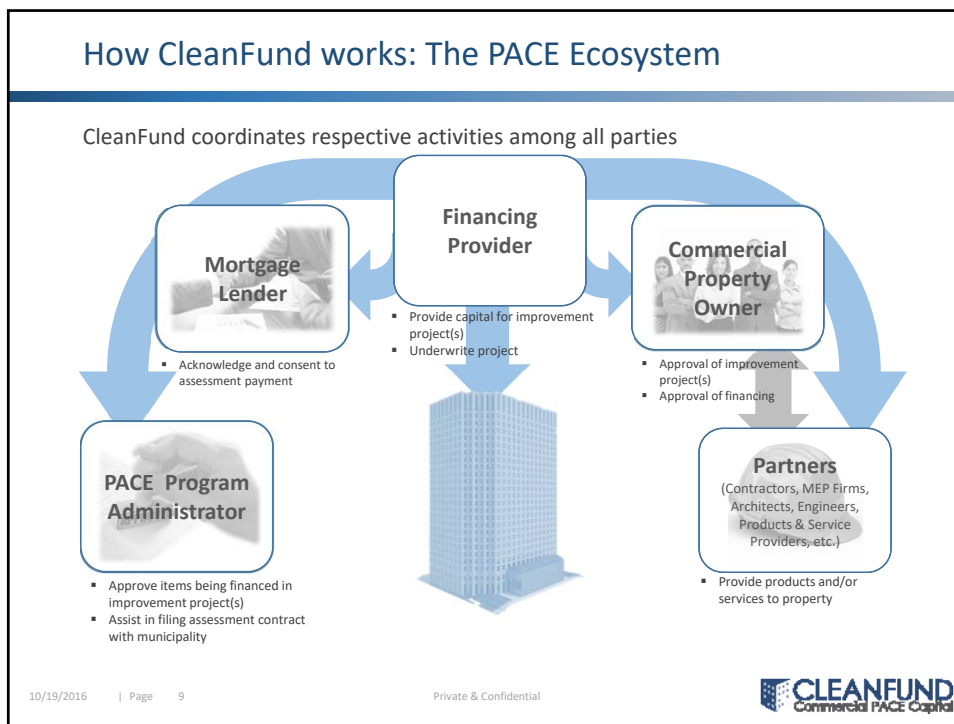 How CleanFund works: The PACE Ecosystem
CleanFund coordinates respective activities among all parties
Financing
Provider
▪ Provide capital for improvement
project(s)
▪ Underwrite project
Mortgage
Lender
▪ Acknowledge and consent to
assessment payment
Commercial
Property
Owner
▪ Approval of improvement
project(s)
▪ Approval of financing
PACE Program
Administrator
▪ Approve items being financed in
improvement project(s)
▪ Assist in filing assessment contract
with municipality
Partners
(Contractors, MEP Firms,
Architects, Engineers,
Products & Service
Providers, etc.)
▪ Provide products and/or
services to property
10/19/2016 | Page 9 Private & Confidential
CLEANFUND
Commercial PACE Capital